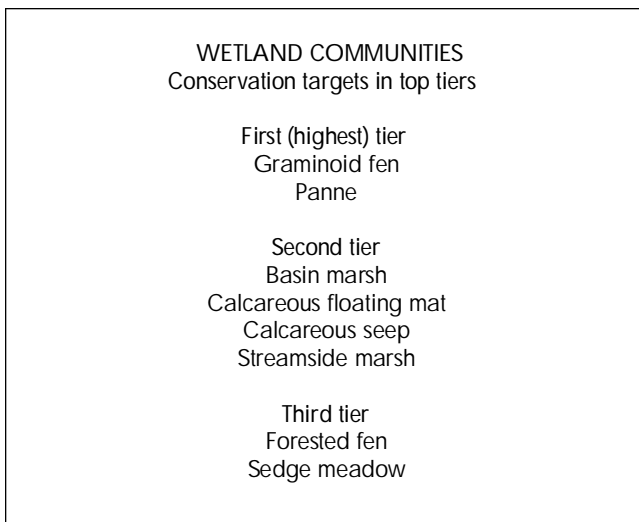 WETLAND COMMUNITIES
Conservation targets in top tiers
First (highest) tier
Graminoid fen
Panne
Second tier
Basin marsh
Calcareous floating mat
Calcareous seep
Streamside marsh
Third tier
Forested fen
Sedge meadow